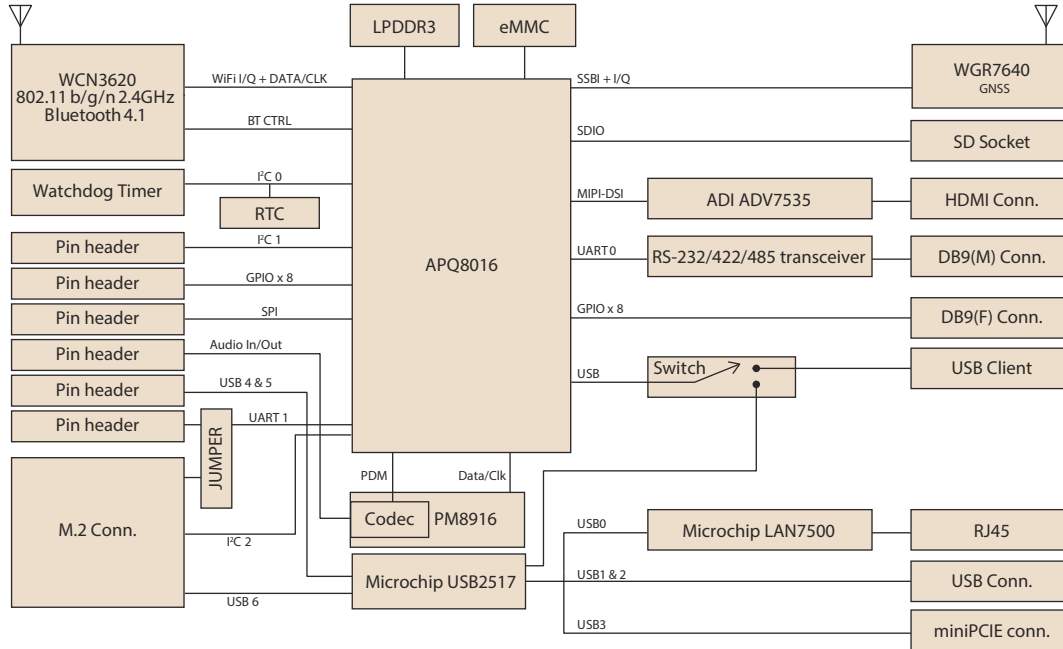 LPDDR3
eMMC
WCN3620
802.11 b/g/n 2.4GHz
Bluetooth 4.1
WiFi I/Q + DATA/CLK
BT CTRL
SSBI + I/Q
WGR7640
GNSS
SDIO
SD Socket
Watchdog Timer
I²C 0
RTC
MIPI-DSI
ADI ADV7535
HDMI Conn.
Pin header
I²C 1
APQ8016
UART 0
RS-232/422/485 transceiver
DB9(M) Conn.
Pin header
GPIO x 8
Pin header
SPI
GPIO x 8
DB9(F) Conn.
Pin header
Audio In/Out
USB
Switch
USB Client
Pin header
USB 4 & 5
Pin header
UART 1
JUMPER
PDM
Data/Clk
M.2 Conn.
Codec
PM8916
I²C 2
USB0
Microchip LAN7500
RJ45
Microchip USB2517
USB1 & 2
USB Conn.
USB 6
USB3
miniPCIE conn.